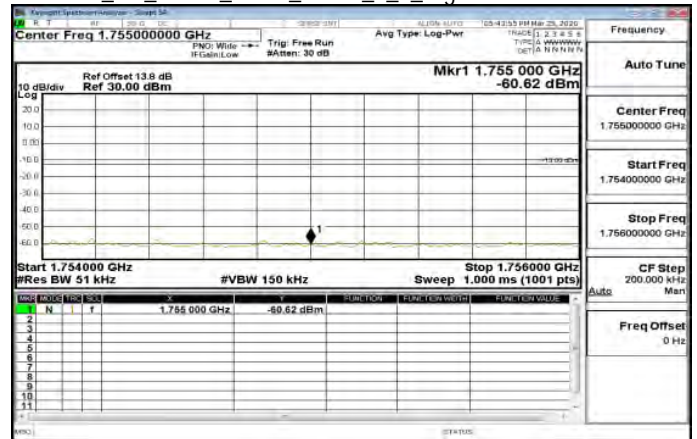 Keysight Spectrum Analyzer - Swept SA
RF
SENSE:INT
ALIGN AUTO
05:42:55 PM Mar 25, 2020
Frequency
Center Freq 1.755000000 GHz
PNO: Wide
IFGain:Low
Trig: Free Run
#Atten: 30 dB
Avg Type: Log-Pwr
TRACE 1 2 3 4 5 6
TYPE A WWWWW
DET A N N N N N
Auto Tune
Ref Offset 13.8 dB
Ref 30.00 dBm
10 dB/div
Log
Mkr1 1.755 000 GHz
-60.62 dBm
20.0
10.0
0.00
-10.0
-20.0
-30.0
-40.0
-50.0
-60.0
-13.00 dBm
1
Center Freq
1.755000000 GHz
Start Freq
1.754000000 GHz
Stop Freq
1.756000000 GHz
CF Step
200.000 kHz
Auto Man
Freq Offset
0 Hz
Start 1.754000 GHz
Stop 1.756000 GHz
#Res BW 51 kHz
#VBW 150 kHz
Sweep 1.000 ms (1001 pts)
MKR MODE TRC SCL X Y FUNCTION FUNCTION WIDTH FUNCTION VALUE
1 N 1 f 1.755 000 GHz -60.62 dBm
2
3
4
5
6
7
8
9
10
11
MSG
STATUS